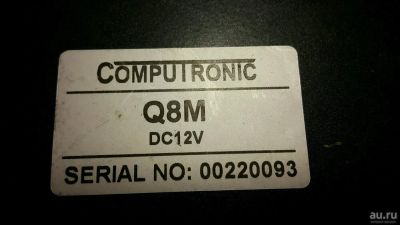 COMPUTRONIC
Q8M
DC12V
SERIAL NO: 00220093
au.ru